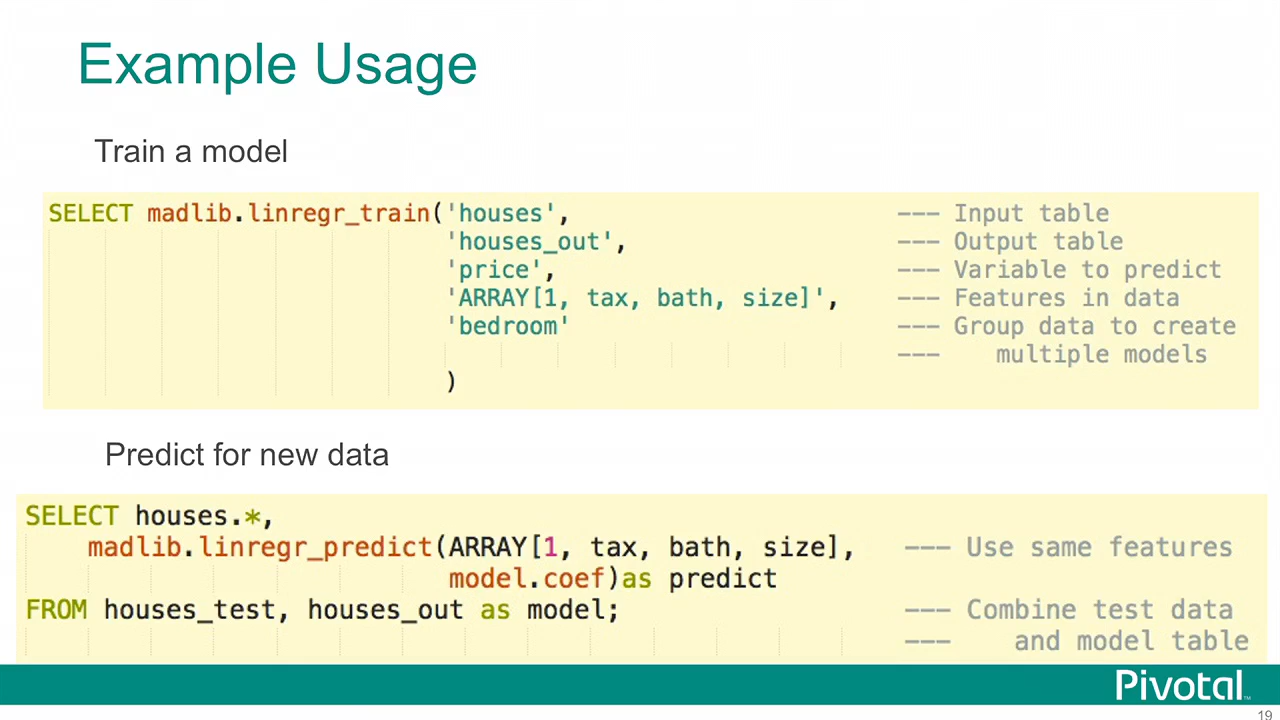 Example Usage
Train a model
SELECT madlib.linregr_train('houses', --- Input table
'houses_out', --- Output table
'price', --- Variable to predict
'ARRAY[1, tax, bath, size]', --- Features in data
'bedroom' --- Group data to create
--- multiple models
)
Predict for new data
SELECT houses.*,
madlib.linregr_predict(ARRAY[1, tax, bath, size], --- Use same features
model.coef)as predict
FROM houses_test, houses_out as model; --- Combine test data
--- and model table
Pivotal™
19